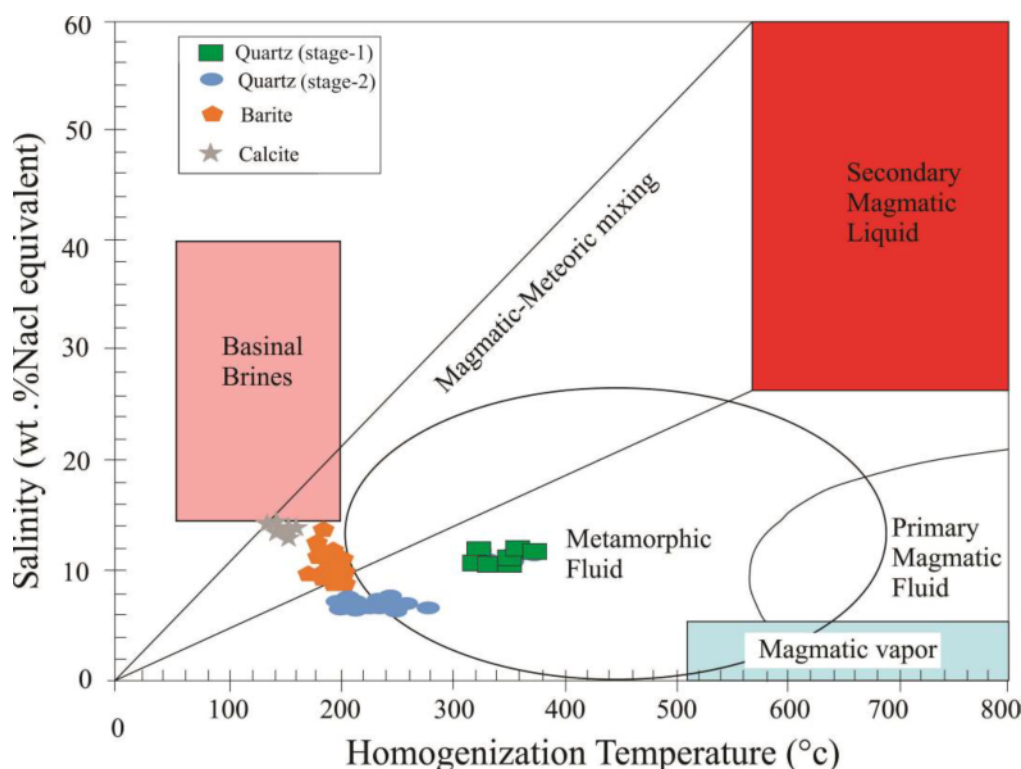 60
50
40
30
20
10
0
Salinity (wt .%Nacl equivalent)
Quartz (stage-1)
Quartz (stage-2)
Barite
Calcite
Secondary
Magmatic
Liquid
Magmatic-Meteoric mixing
Basinal
Brines
Metamorphic
Fluid
Primary
Magmatic
Fluid
Magmatic vapor
0 100 200 300 400 500 600 700 800
Homogenization Temperature (°c)